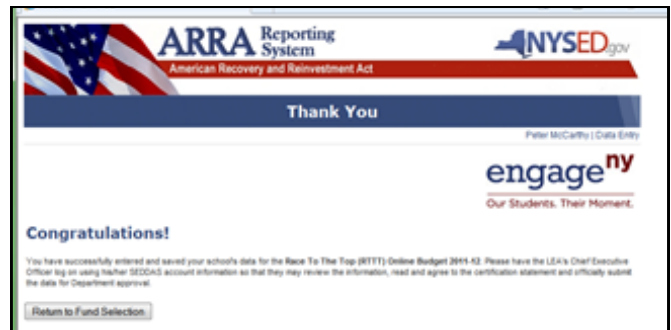 ARRA Reporting System
NYSED.gov
American Recovery and Reinvestment Act
Thank You
Peter McCarthy | Data Entry
engageny
Our Students. Their Moment.
Congratulations!
You have successfully entered and saved your school's data for the Race To The Top (RTTT) Online Budget 2011-12. Please have the LEA's Chief Executive
Officer log on using his/her SEDDAS account information so that they may review the information, read and agree to the certification statement and officially submit
the data for Department approval.
Return to Fund Selection